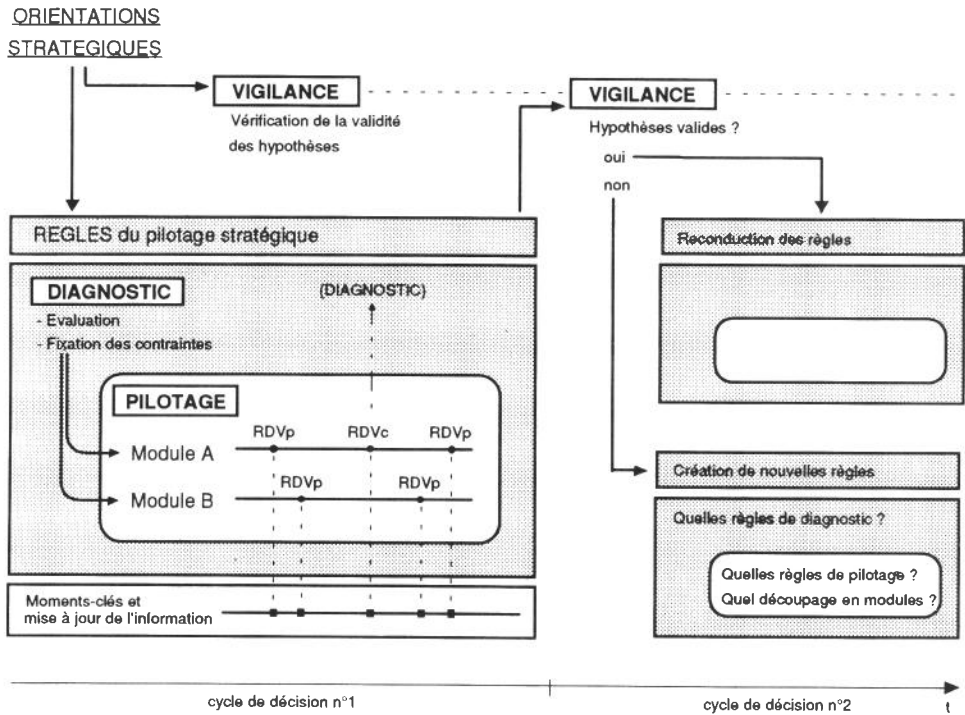 ORIENTATIONS
STRATEGIQUES
VIGILANCE
Vérification de la validité
des hypothèses
VIGILANCE
Hypothèses valides ?
oui
non
REGLES du pilotage stratégique
DIAGNOSTIC
- Evaluation
- Fixation des contraintes
(DIAGNOSTIC)
PILOTAGE
RDVp RDVc RDVp
Module A
RDVp RDVp
Module B
Moments-clés et
mise à jour de l'information
Reconduction des règles
Création de nouvelles règles
Quelles règles de diagnostic ?
Quelles règles de pilotage ?
Quel découpage en modules ?
cycle de décision n°1
cycle de décision n°2
t